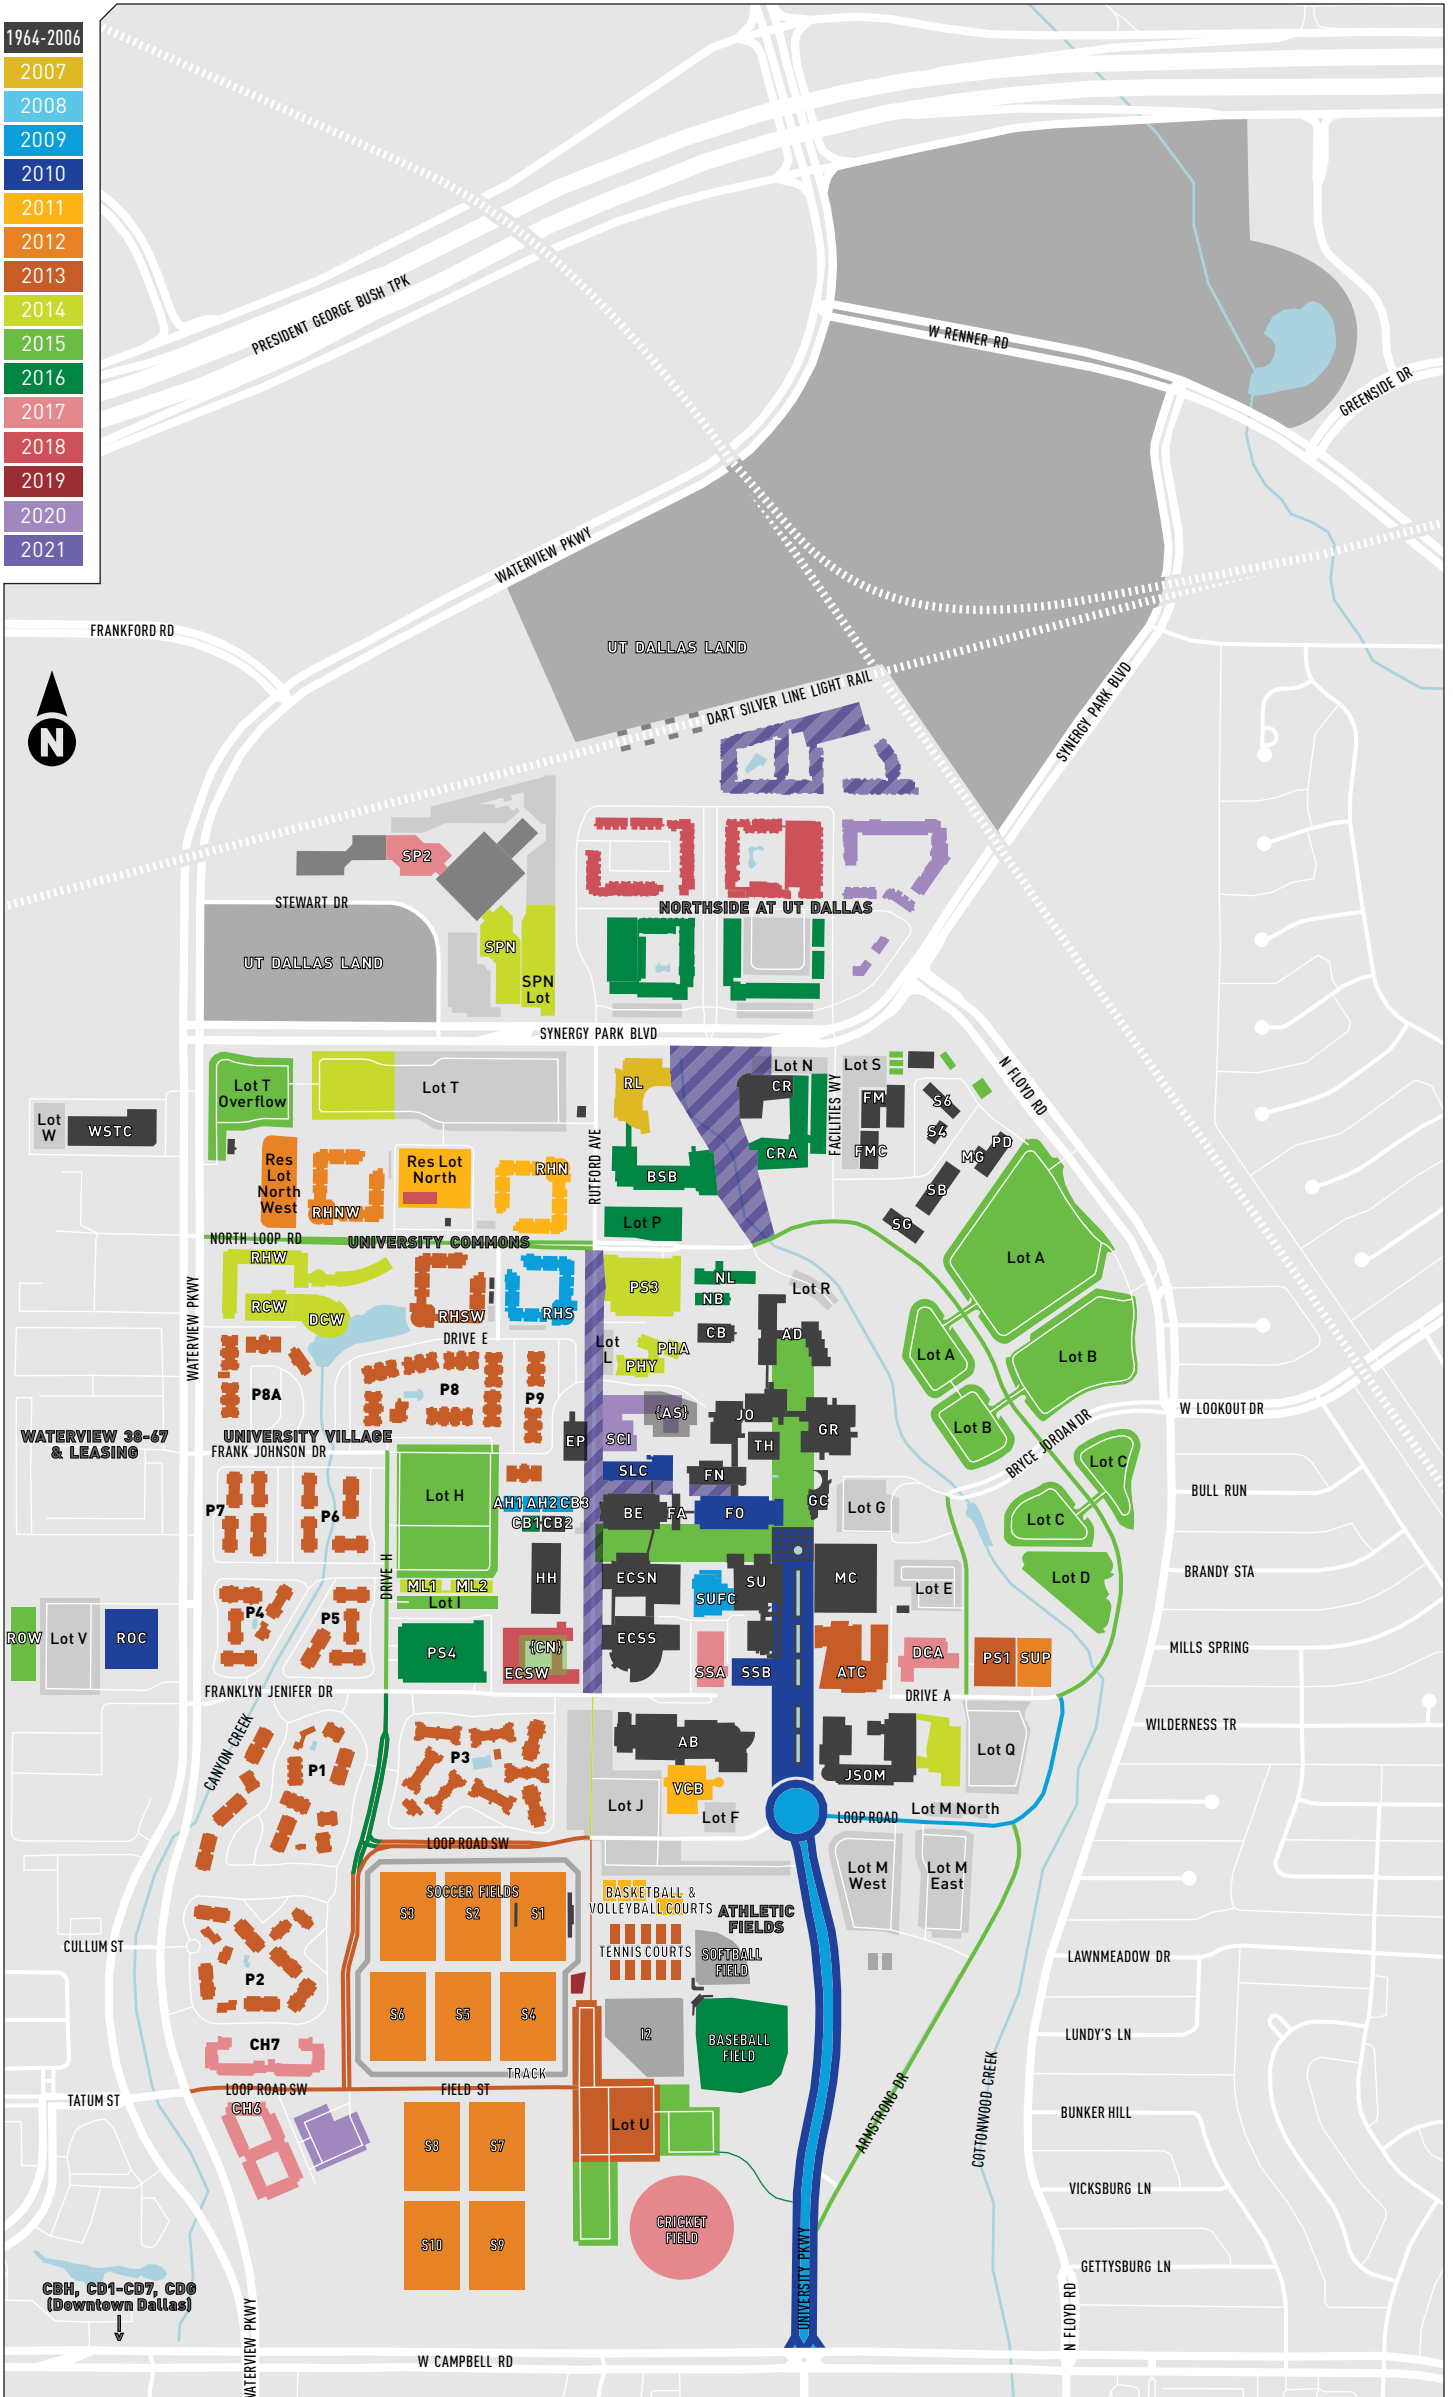 1964-2006
2007
2008
2009
2010
2011
2012
2013
2014
2015
2016
2017
2018
2019
2020
2021
PRESIDENT GEORGE BUSH TPK
W RENNER RD
GREENSIDE DR
WATERVIEW PKWY
FRANKFORD RD
N
UT DALLAS LAND
DART SILVER LINE LIGHT RAIL
SYNERGY PARK BLVD
SP2
STEWART DR
NORTHSIDE AT UT DALLAS
SPN
UT DALLAS LAND
SPN
Lot
SYNERGY PARK BLVD
N FLOYD RD
Lot T
Overflow
Lot T
RL
Lot N
CR
Lot S
FM
S6
S4
Lot
W
WSTC
RUTFORD AVE
FACILITIES WY
FMC
MG
PD
CRA
Res
Lot
North
West
RHNW
Res Lot
North
RHN
BSB
SB
SG
Lot P
NORTH LOOP RD
UNIVERSITY COMMONS
RHW
RCW
DCW
RHSW
RHS
PS3
NL
NB
Lot R
Lot A
WATERVIEW PKWY
DRIVE E
Lot
L
CB
AD
PHA
PHY
Lot A
Lot B
P8A
P8
P9
{AS}
JO
GR
Lot B
W LOOKOUT DR
WATERVIEW 38-67
& LEASING
UNIVERSITY VILLAGE
FRANK JOHNSON DR
EP
SCI
TH
BRYCE JORDAN DR
Lot C
SLC
FN
BULL RUN
P7
P6
Lot H
AH1
AH2
CB3
CB1
CB2
BE
FA
FO
GC
Lot G
Lot C
DRIVE H
BRANDY STA
ML1
ML2
HH
ECSN
SUFC
SU
MC
Lot E
Lot D
P4
P5
Lot I
ROW
Lot V
ROC
PS4
{CN}
ECSW
ECSS
SSA
SSB
ATC
DCA
PS1
SUP
MILLS SPRING
FRANKLYN JENIFER DR
DRIVE A
WILDERNESS TR
CANYON CREEK
P1
P3
AB
JSOM
Lot Q
VCB
Lot J
Lot F
LOOP ROAD
Lot M North
LOOP ROAD SW
Lot M
West
Lot M
East
SOCCER FIELDS
S3
S2
S1
BASKETBALL &
VOLLEYBALL COURTS
ATHLETIC
FIELDS
TENNIS COURTS
SOFTBALL
FIELD
CULLUM ST
LAWNMEADOW DR
P2
S6
S5
S4
I2
BASEBALL
FIELD
LUNDY'S LN
CH7
TRACK
LOOP ROAD SW
FIELD ST
TATUM ST
CH6
Lot U
S8
S7
ARMSTRONG DR
COTTONWOOD CREEK
BUNKER HILL
VICKSBURG LN
CRICKET
FIELD
S10
S9
UNIVERSITY PKWY
GETTYSBURG LN
CBH, CD1-CD7, CDG
(Downtown Dallas)
WATERVIEW PKWY
N FLOYD RD
W CAMPBELL RD